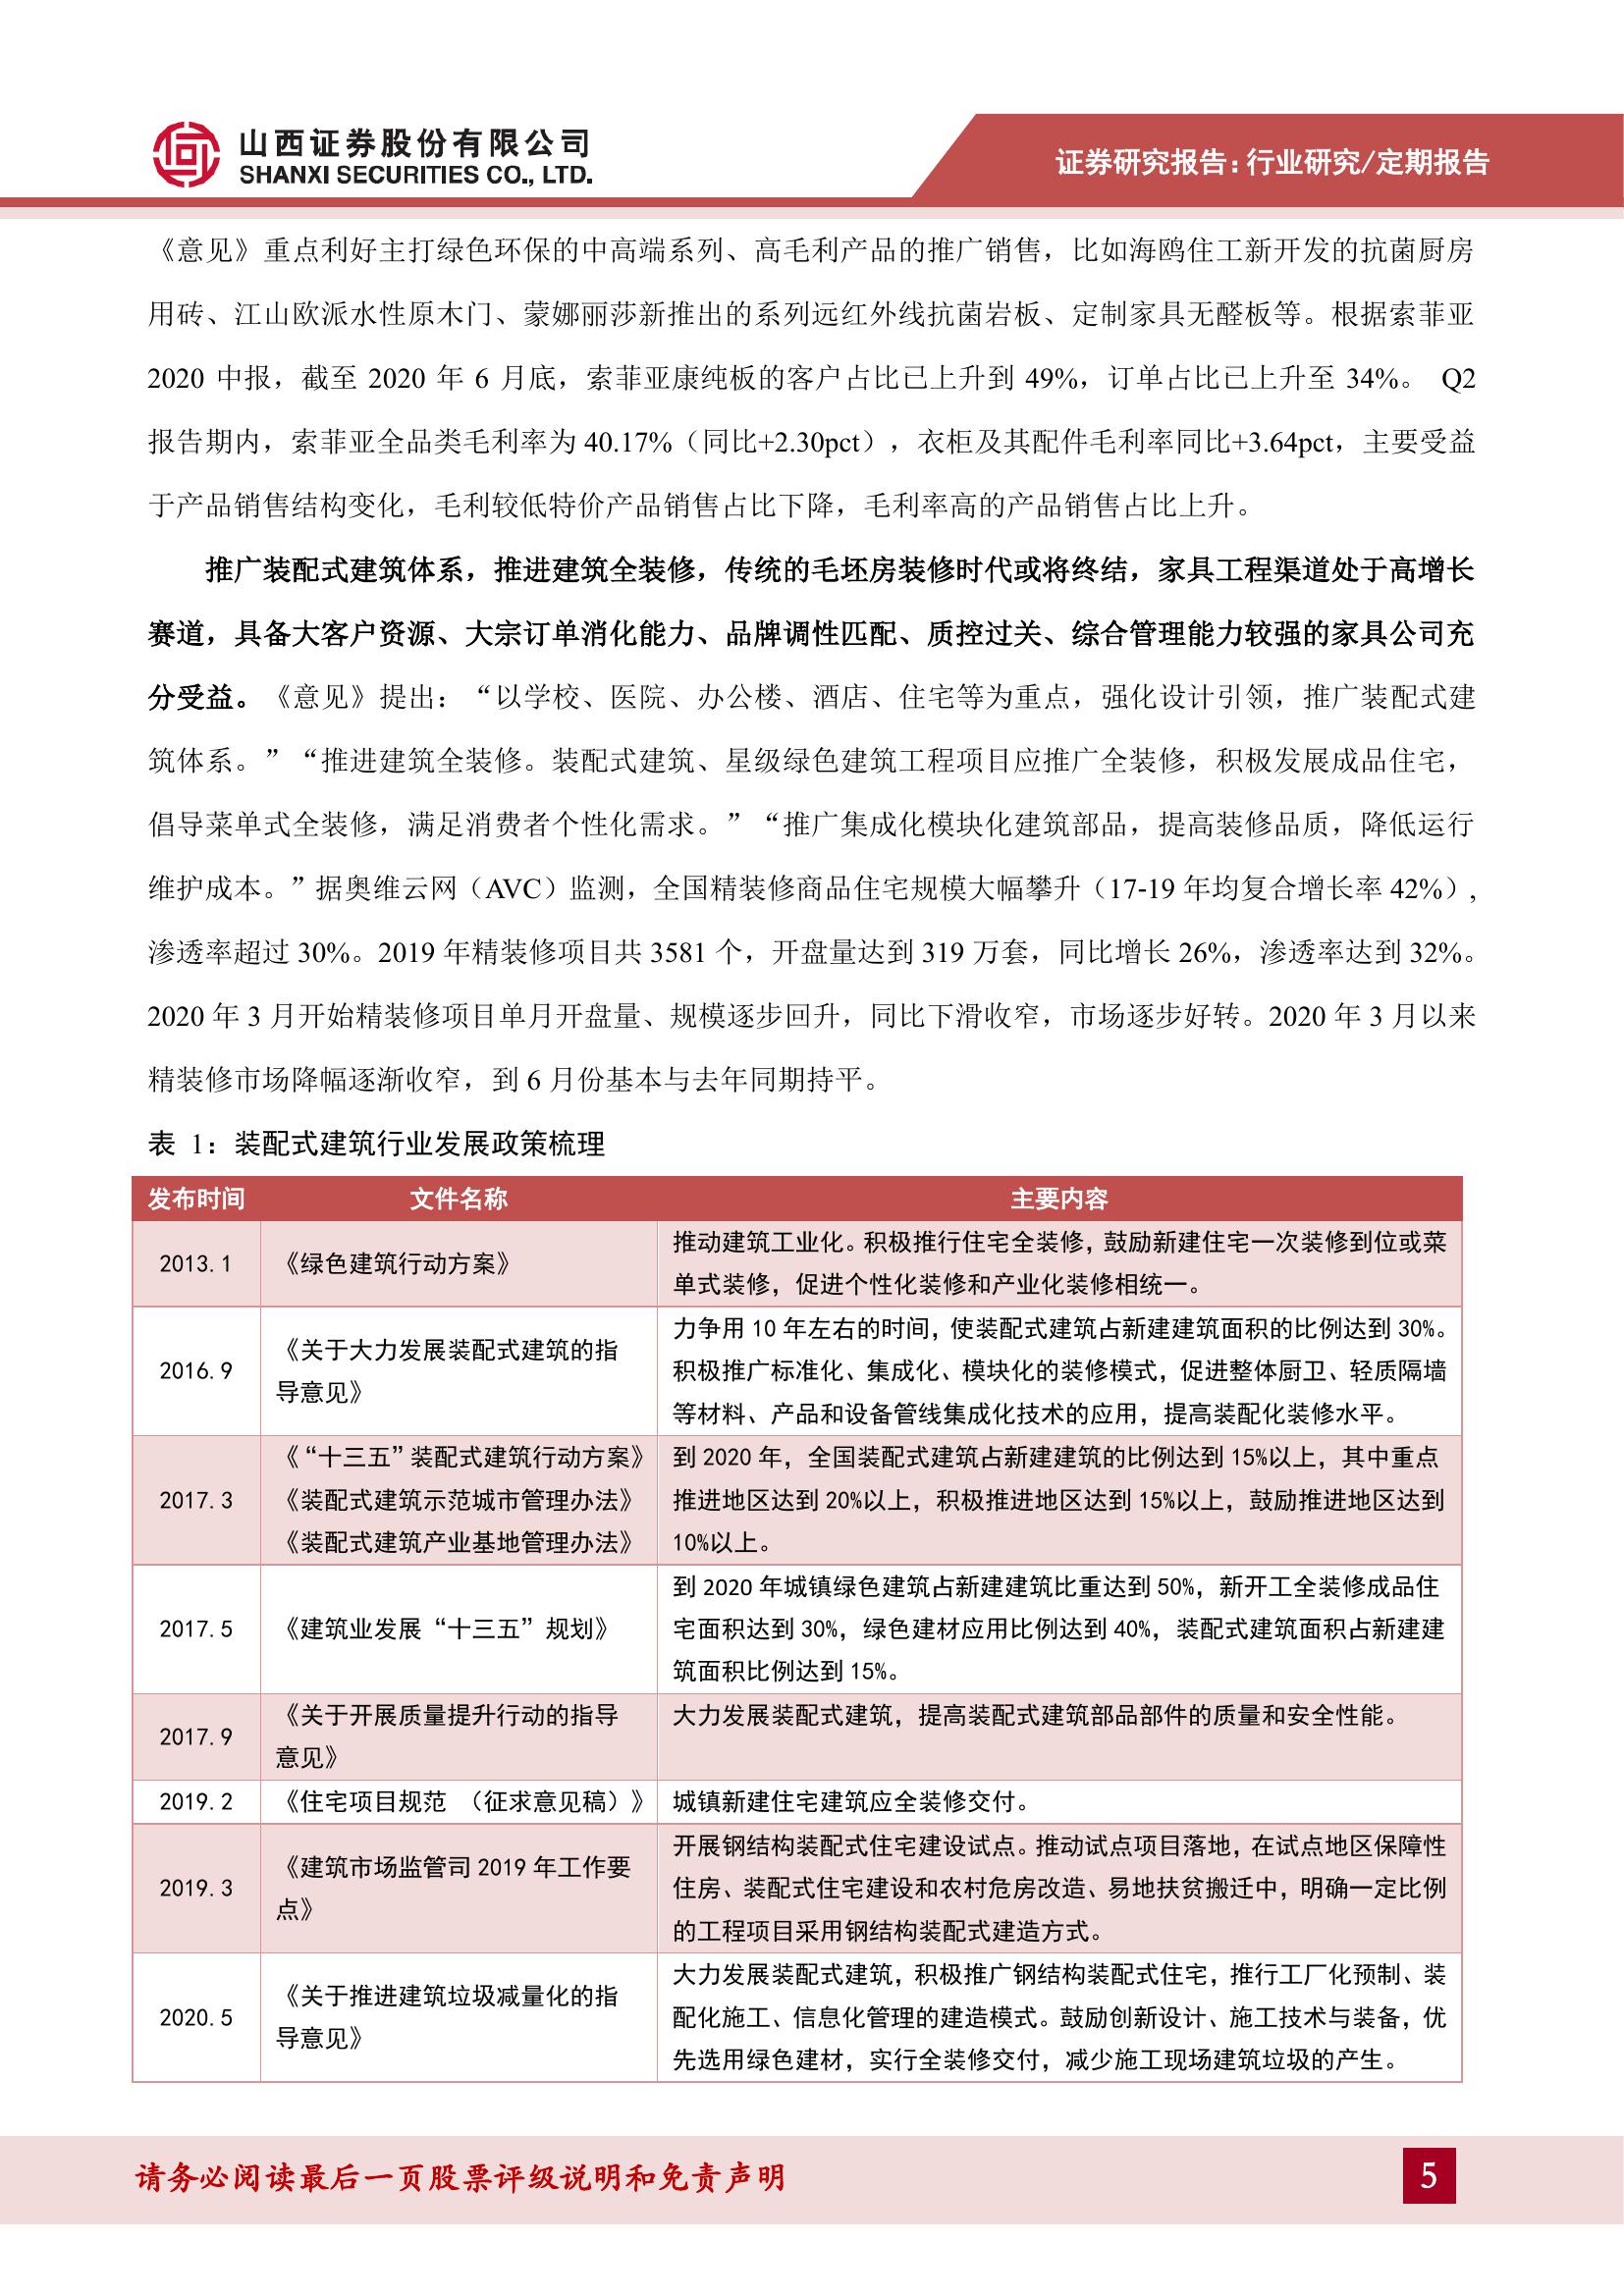 山西证券股份有限公司
SHANXI SECURITIES CO., LTD.
证券研究报告：行业研究/定期报告
《意见》重点利好主打绿色环保的中高端系列、高毛利产品的推广销售，比如海鸥住工新开发的抗菌厨房
用砖、江山欧派水性原木门、蒙娜丽莎新推出的系列远红外线抗菌岩板、定制家具无醛板等。根据索菲亚
2020 中报，截至 2020 年 6 月底，索菲亚康纯板的客户占比已上升到 49%，订单占比已上升至 34%。 Q2
报告期内，索菲亚全品类毛利率为 40.17%（同比+2.30pct），衣柜及其配件毛利率同比+3.64pct，主要受益
于产品销售结构变化，毛利较低特价产品销售占比下降，毛利率高的产品销售占比上升。
推广装配式建筑体系，推进建筑全装修，传统的毛坯房装修时代或将终结，家具工程渠道处于高增长
赛道，具备大客户资源、大宗订单消化能力、品牌调性匹配、质控过关、综合管理能力较强的家具公司充
分受益。《意见》提出：“以学校、医院、办公楼、酒店、住宅等为重点，强化设计引领，推广装配式建
筑体系。”“推进建筑全装修。装配式建筑、星级绿色建筑工程项目应推广全装修，积极发展成品住宅，
倡导菜单式全装修，满足消费者个性化需求。”“推广集成化模块化建筑部品，提高装修品质，降低运行
维护成本。”据奥维云网（AVC）监测，全国精装修商品住宅规模大幅攀升（17-19 年均复合增长率 42%），
渗透率超过 30%。2019 年精装修项目共 3581 个，开盘量达到 319 万套，同比增长 26%，渗透率达到 32%。
2020 年 3 月开始精装修项目单月开盘量、规模逐步回升，同比下滑收窄，市场逐步好转。2020 年 3 月以来
精装修市场降幅逐渐收窄，到 6 月份基本与去年同期持平。
表 1：装配式建筑行业发展政策梳理
发布时间 文件名称 主要内容
2013.1 《绿色建筑行动方案》
推动建筑工业化。积极推行住宅全装修，鼓励新建住宅一次装修到位或菜
单式装修，促进个性化装修和产业化装修相统一。
2016.9
《关于大力发展装配式建筑的指
导意见》
力争用 10 年左右的时间，使装配式建筑占新建建筑面积的比例达到 30%。
积极推广标准化、集成化、模块化的装修模式，促进整体厨卫、轻质隔墙
等材料、产品和设备管线集成化技术的应用，提高装配化装修水平。
2017.3
《“十三五”装配式建筑行动方案》
《装配式建筑示范城市管理办法》
《装配式建筑产业基地管理办法》
到 2020 年，全国装配式建筑占新建建筑的比例达到 15%以上，其中重点
推进地区达到 20%以上，积极推进地区达到 15%以上，鼓励推进地区达到
10%以上。
2017.5 《建筑业发展“十三五”规划》
到 2020 年城镇绿色建筑占新建建筑比重达到 50%，新开工全装修成品住
宅面积达到 30%，绿色建材应用比例达到 40%，装配式建筑面积占新建建
筑面积比例达到 15%。
2017.9
《关于开展质量提升行动的指导
意见》
大力发展装配式建筑，提高装配式建筑部品部件的质量和安全性能。
2019.2 《住宅项目规范 （征求意见稿）》 城镇新建住宅建筑应全装修交付。
2019.3
《建筑市场监管司 2019 年工作要
点》
开展钢结构装配式住宅建设试点。推动试点项目落地，在试点地区保障性
住房、装配式住宅建设和农村危房改造、易地扶贫搬迁中，明确一定比例
的工程项目采用钢结构装配式建造方式。
2020.5
《关于推进建筑垃圾减量化的指
导意见》
大力发展装配式建筑，积极推广钢结构装配式住宅，推行工厂化预制、装
配化施工、信息化管理的建造模式。鼓励创新设计、施工技术与装备，优
先选用绿色建材，实行全装修交付，减少施工现场建筑垃圾的产生。
请务必阅读最后一页股票评级说明和免责声明
5